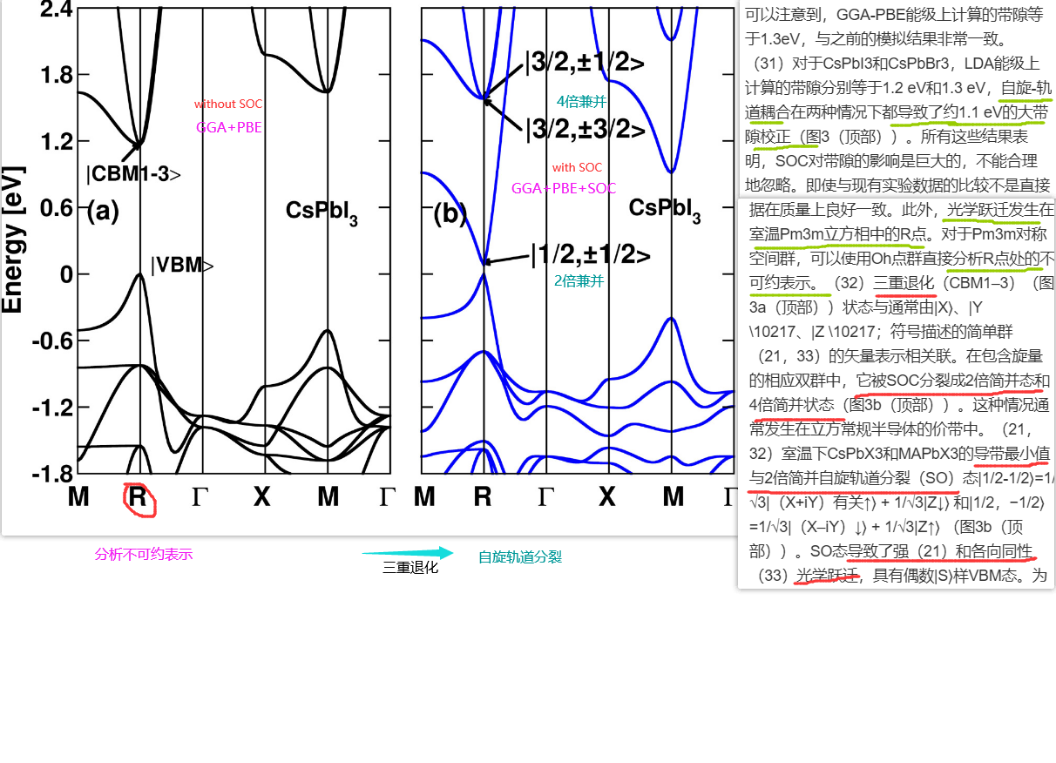 Energy [eV]
2.4
1.8
1.2
0.6
0
-0.6
-1.2
-1.8
without SOC
GGA+PBE
|CBM1-3>
(a)
CsPbI3
|VBM>
M R Γ X M Γ
|3/2,±1/2>
4倍兼并
|3/2,±3/2>
with SOC
GGA+PBE+SOC
(b)
CsPbI3
|1/2,±1/2>
2倍兼并
M R Γ X M Γ
分析不可约表示
三重退化
自旋轨道分裂
可以注意到，GGA-PBE能级上计算的带隙等
于1.3eV，与之前的模拟结果非常一致。
（31）对于CsPbI3和CsPbBr3，LDA能级上
计算的带隙分别等于1.2 eV和1.3 eV，自旋-轨
道耦合在两种情况下都导致了约1.1 eV的大带
隙校正（图3（顶部））。所有这些结果表
明，SOC对带隙的影响是巨大的，不能合理
地忽略。即使与现有实验数据的比较不是直接
据在质量上良好一致。此外，光学跃迁发生在
室温Pm3m立方相中的R点。对于Pm3m对称
空间群，可以使用Oh点群直接分析R点处的不
可约表示。（32）三重退化（CBM1–3）（图
3a（顶部））状态与通常由|X⟩、|Y
\10217、|Z \10217；符号描述的简单群
（21，33）的矢量表示相关联。在包含旋量
的相应双群中，它被SOC分裂成2倍简并态和
4倍简并状态（图3b（顶部））。这种情况通
常发生在立方常规半导体的价带中。（21，
32）室温下CsPbX3和MAPbX3的导带最小值
与2倍简并自旋轨道分裂（SO）态|1/2-1/2⟩=1/
√3|（X+iY）有关↑⟩ + 1/√3|Z↓⟩ 和|1/2，−1/2⟩
=1/√3|（X–iY）↓⟩ + 1/√3|Z↑⟩ （图3b（顶
部））。SO态导致了强（21）和各向同性
（33）光学跃迁，具有偶数|S⟩样VBM态。为